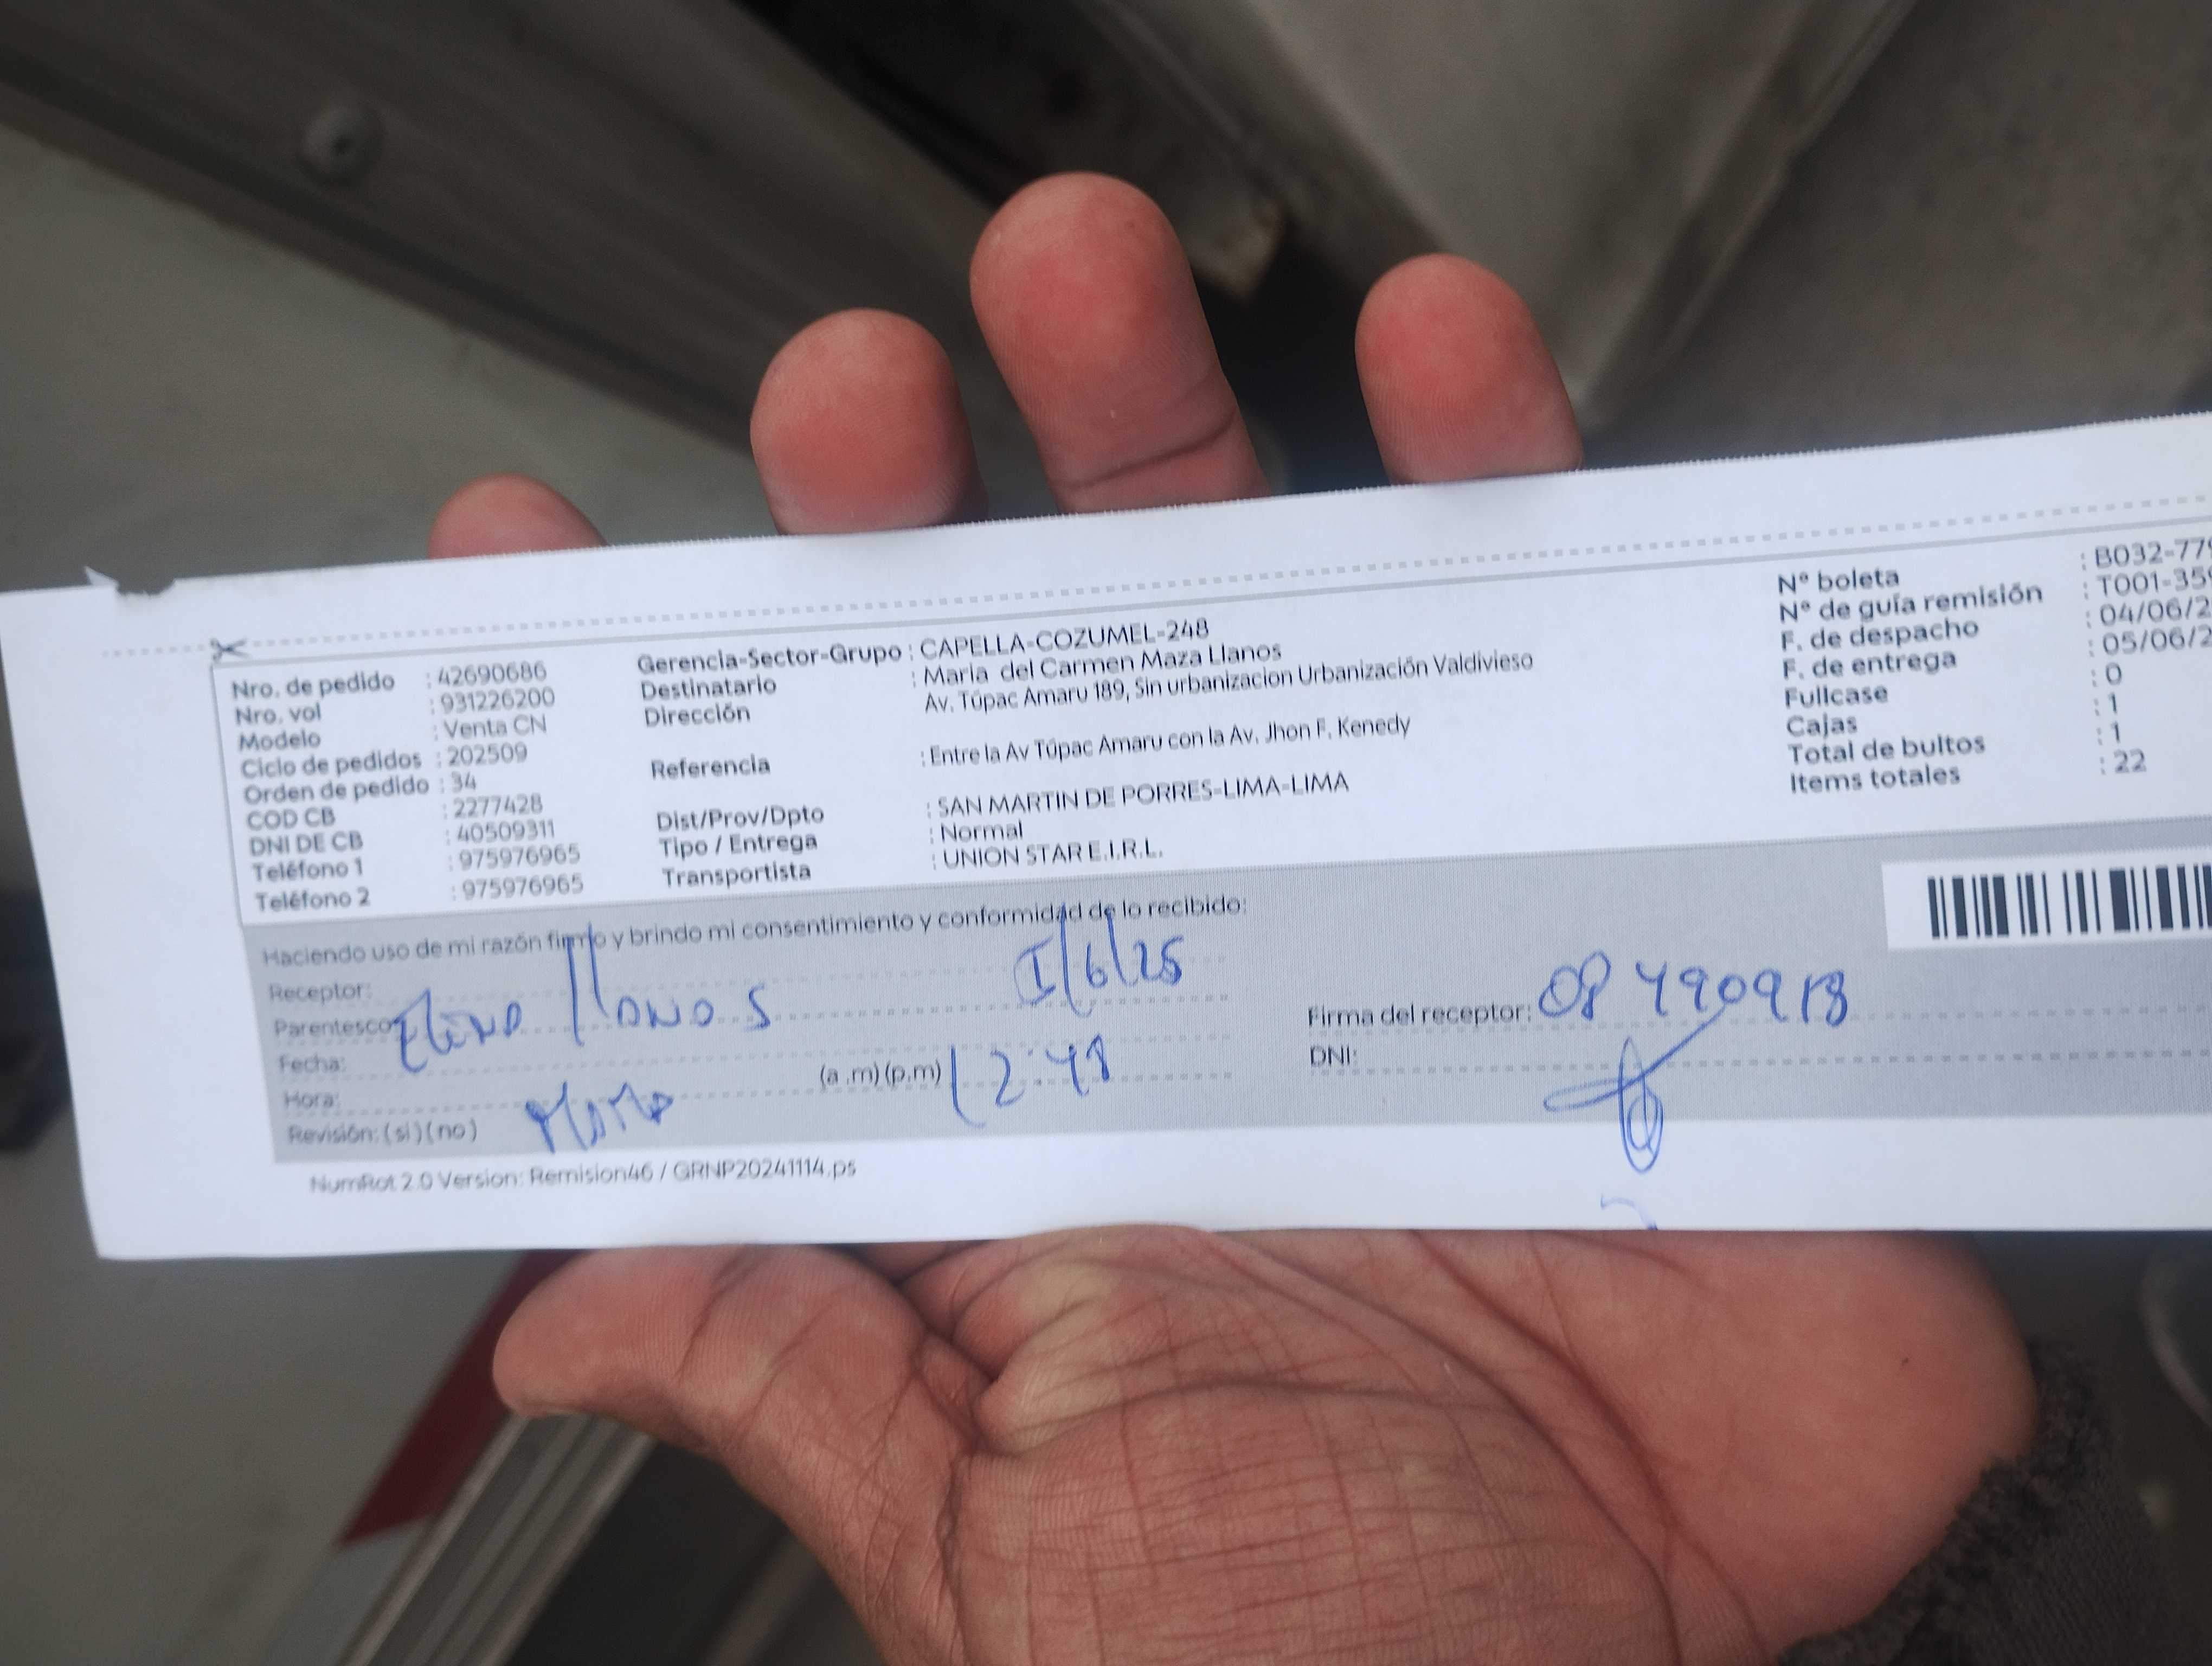 Nro. de pedido : 42690686
Nro. vol : 931226200
Modelo : Venta CN
Ciclo de pedidos : 202509
Orden de pedido : 34
COD CB : 2277428
DNI DE CB : 40509311
Teléfono 1 : 975976965
Teléfono 2 : 975976965
Gerencia-Sector-Grupo : CAPELLA-COZUMEL-248
Destinatario : Maria del Carmen Maza Llanos
Dirección Av. Túpac Amaru 189, Sin urbanizacion Urbanización Valdivieso
Referencia : Entre la Av Túpac Amaru con la Av. Jhon F. Kenedy
Dist/Prov/Dpto : SAN MARTIN DE PORRES-LIMA-LIMA
Tipo / Entrega : Normal
Transportista : UNION STAR E.I.R.L.
N° boleta : B032-779
N° de guía remisión : T001-359
F. de despacho : 04/06/2
F. de entrega : 05/06/2
Fullcase : 0
Cajas : 1
Total de bultos : 1
Items totales : 22
Haciendo uso de mi razón firmo y brindo mi consentimiento y conformidad de lo recibido:
Receptor:
Parentesco: llanos /6/25
Fecha:
Hora: (a .m) (p.m) 12:48
Revisión: (si) (no)
Firma del receptor:
DNI:
NumRot 2.0 Version: Remision46 / GRNP20241114.ps